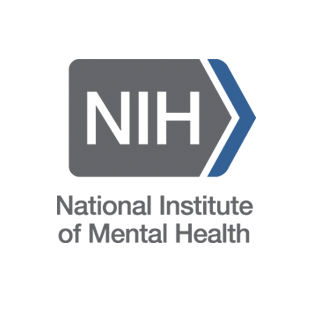 NIH
National Institute
of Mental Health